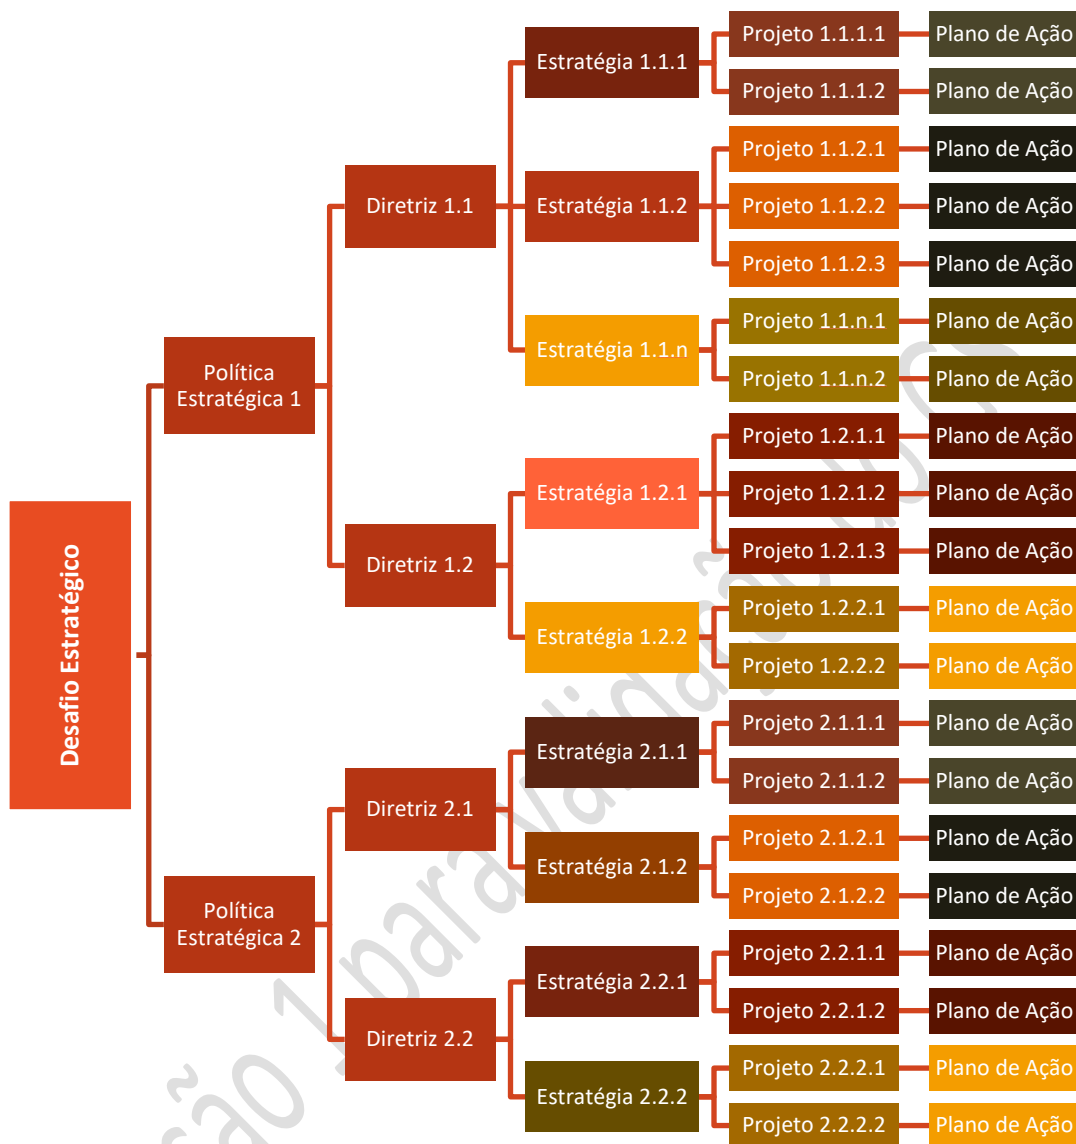 Desafio Estratégico
Política
Estratégica 1
Diretriz 1.1
Estratégia 1.1.1
Projeto 1.1.1.1
Plano de Ação
Projeto 1.1.1.2
Plano de Ação
Estratégia 1.1.2
Projeto 1.1.2.1
Plano de Ação
Projeto 1.1.2.2
Plano de Ação
Projeto 1.1.2.3
Plano de Ação
Estratégia 1.1.n
Projeto 1.1.n.1
Plano de Ação
Projeto 1.1.n.2
Plano de Ação
Diretriz 1.2
Estratégia 1.2.1
Projeto 1.2.1.1
Plano de Ação
Projeto 1.2.1.2
Plano de Ação
Projeto 1.2.1.3
Plano de Ação
Estratégia 1.2.2
Projeto 1.2.2.1
Plano de Ação
Projeto 1.2.2.2
Plano de Ação
Política
Estratégica 2
Diretriz 2.1
Estratégia 2.1.1
Projeto 2.1.1.1
Plano de Ação
Projeto 2.1.1.2
Plano de Ação
Estratégia 2.1.2
Projeto 2.1.2.1
Plano de Ação
Projeto 2.1.2.2
Plano de Ação
Diretriz 2.2
Estratégia 2.2.1
Projeto 2.2.1.1
Plano de Ação
Projeto 2.2.1.2
Plano de Ação
Estratégia 2.2.2
Projeto 2.2.2.1
Plano de Ação
Projeto 2.2.2.2
Plano de Ação
1 para validação